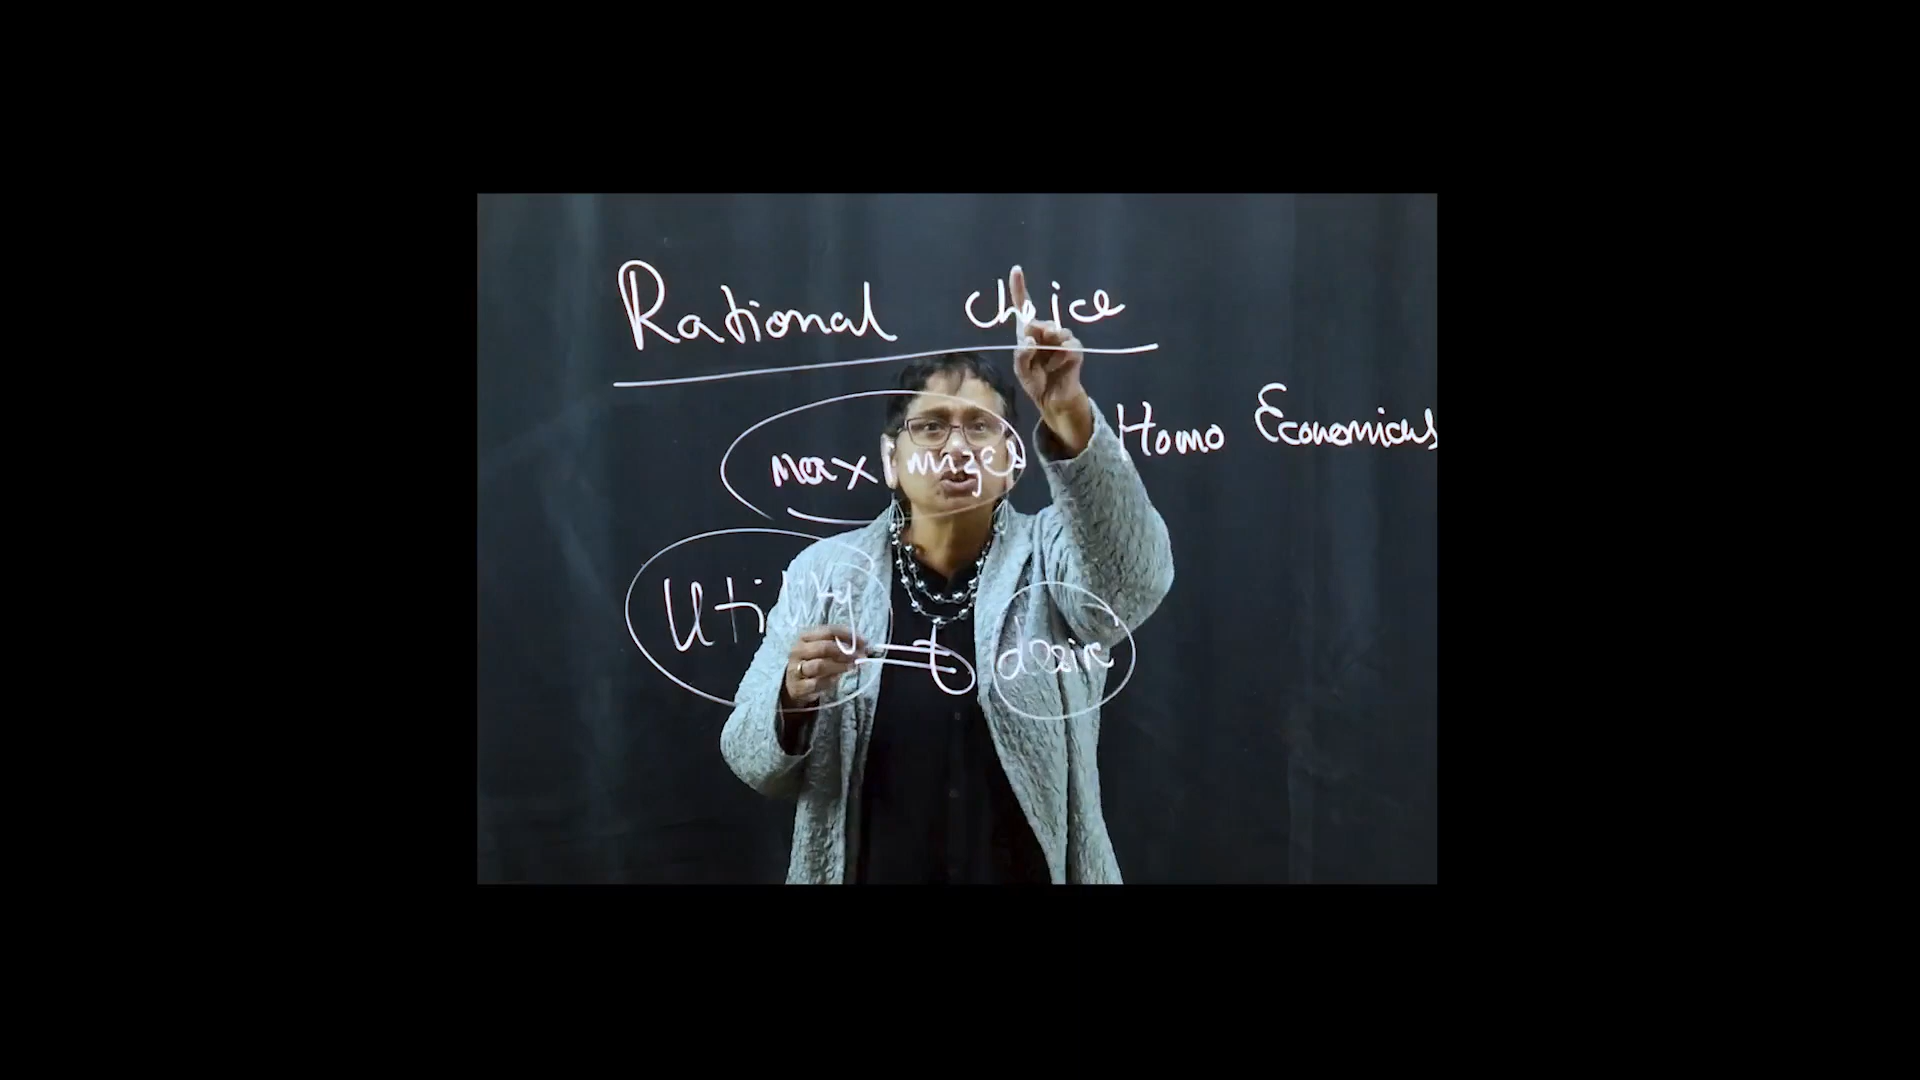 Rational choice
Homo Economicus
maximizes
Utility = desire